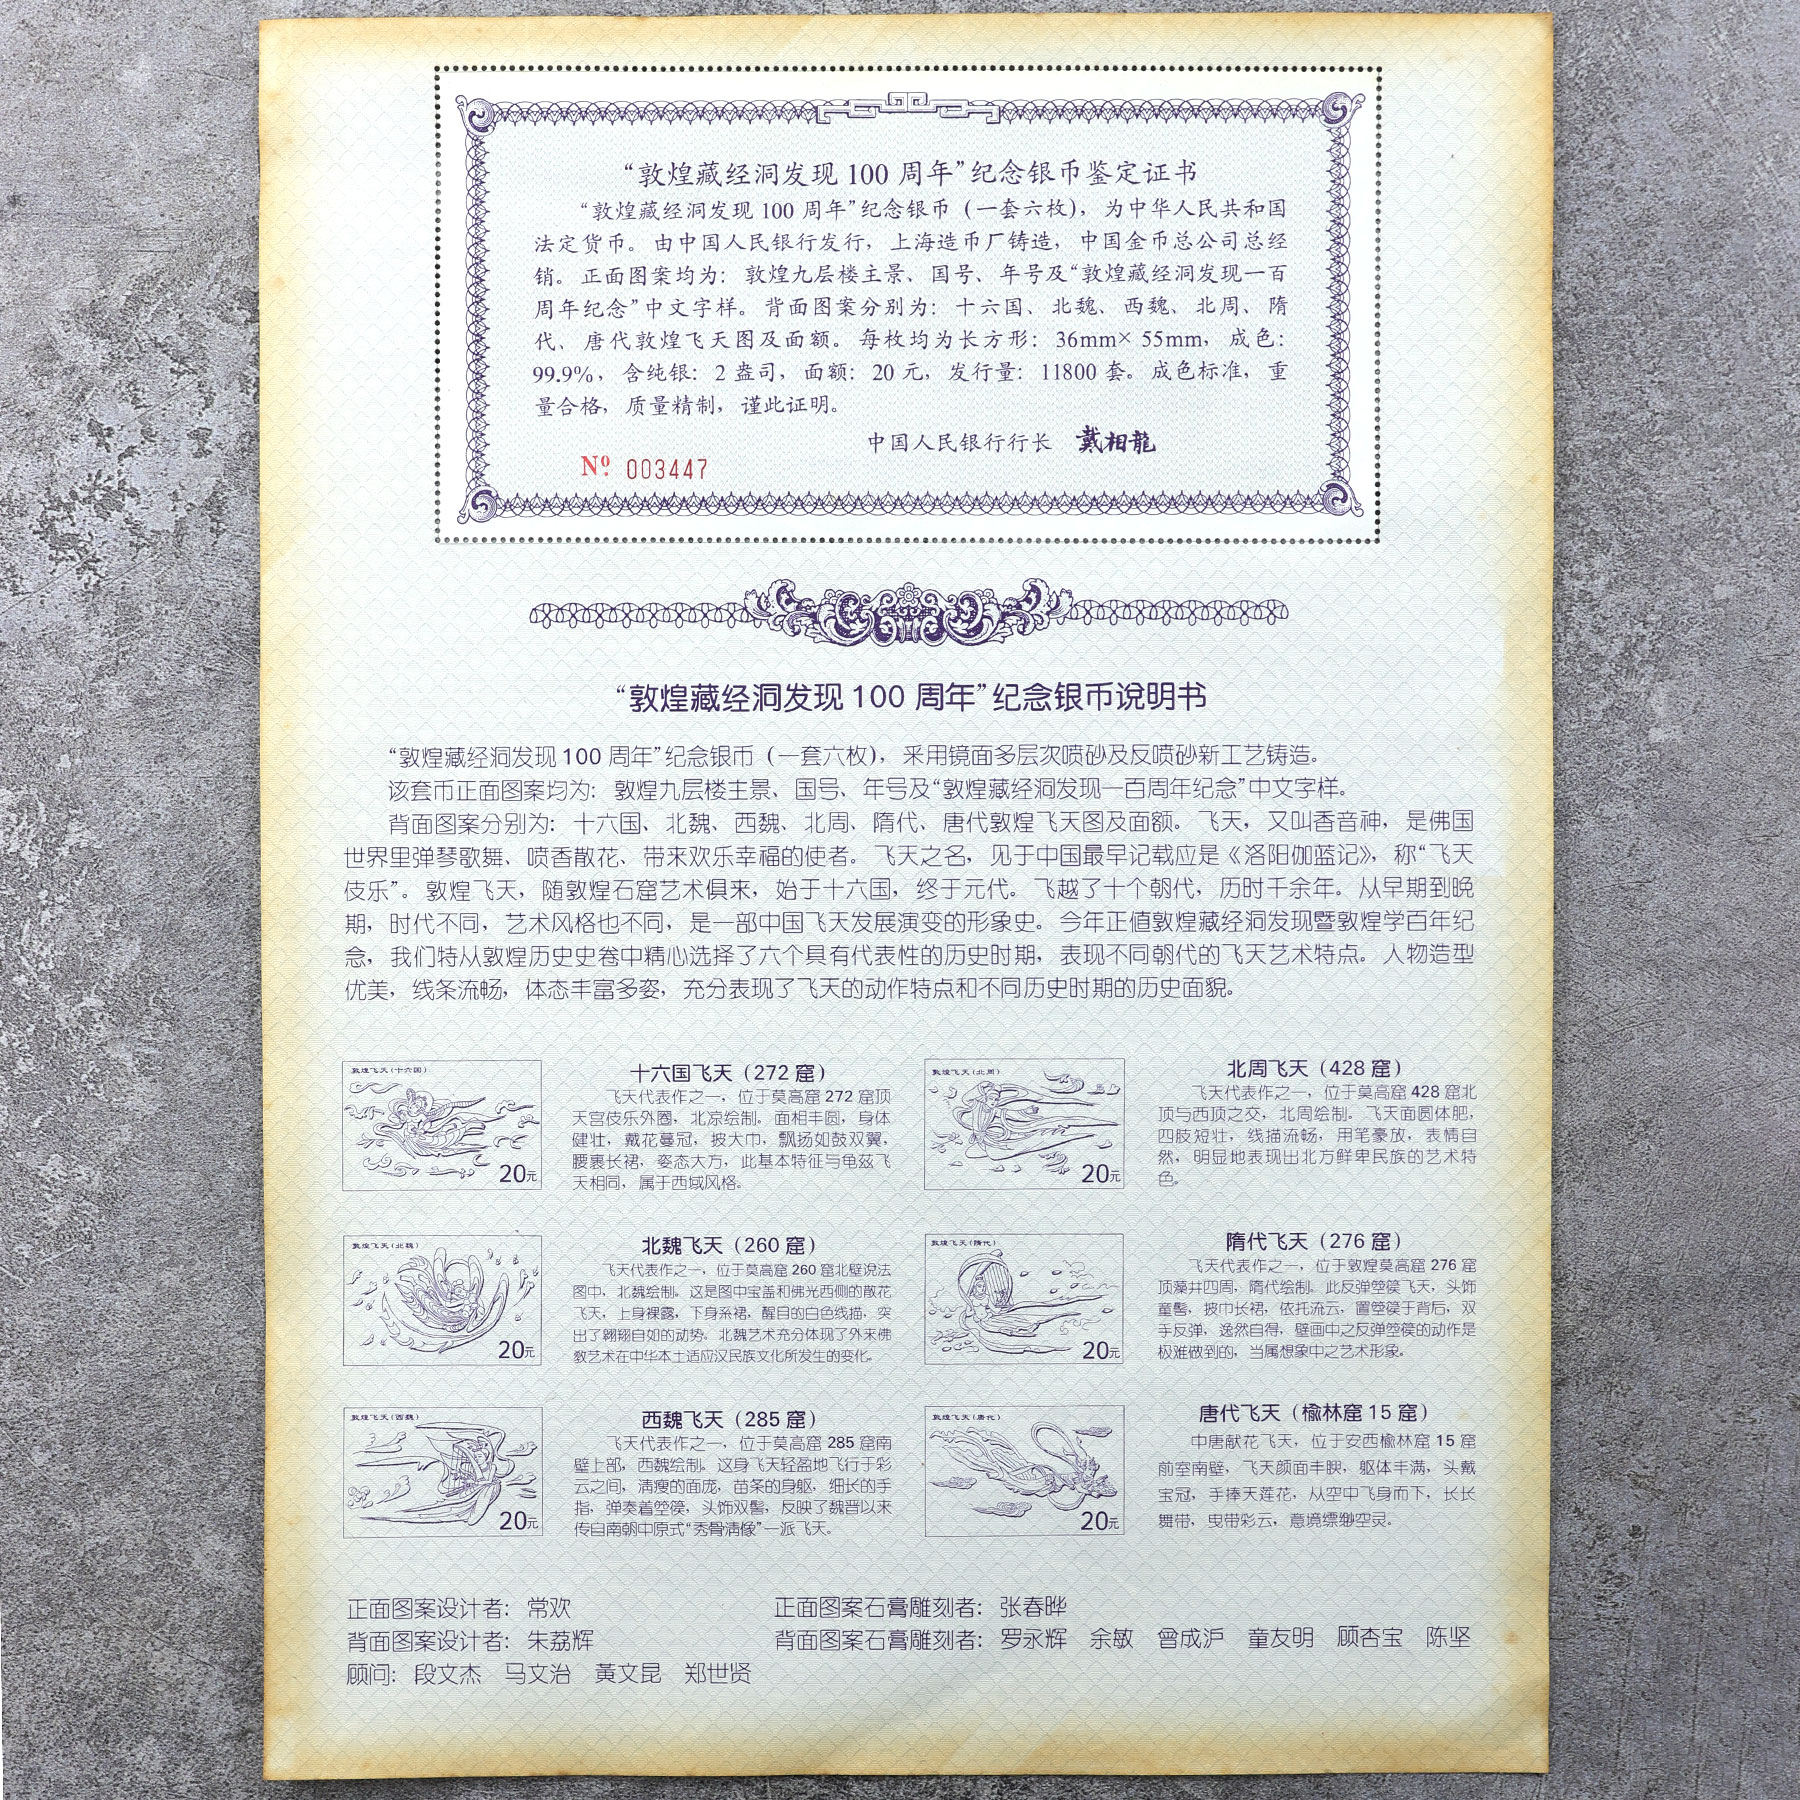 “敦煌藏经洞发现 100 周年”纪念银币鉴定证书
“敦煌藏经洞发现 100 周年”纪念银币（一套六枚），为中华人民共和国
法定货币。由中国人民银行发行，上海造币厂铸造，中国金币总公司总经
销。正面图案均为：敦煌九层楼主景、国号、年号及“敦煌藏经洞发现一百
周年纪念”中文字样。背面图案分别为：十六国、北魏、西魏、北周、隋
代、唐代敦煌飞天图及面额。每枚均为长方形：36mm×55mm，成色：
99.9%，含纯银：2 盎司，面额：20 元，发行量：11800 套。成色标准，重
量合格，质量精制，谨此证明。
中国人民银行行长 戴相龍
Nº. 003447
“敦煌藏经洞发现 100 周年”纪念银币说明书
“敦煌藏经洞发现 100 周年”纪念银币（一套六枚），采用镜面多层次喷砂及反喷砂新工艺铸造。
该套币正面图案均为：敦煌九层楼主景、国号、年号及“敦煌藏经洞发现一百周年纪念”中文字样。
背面图案分别为：十六国、北魏、西魏、北周、隋代、唐代敦煌飞天图及面额。飞天，又叫香音神，是佛国
世界里弹琴歌舞、喷香散花、带来欢乐幸福的使者。飞天之名，见于中国最早记载应是《洛阳伽蓝记》，称“飞天
伎乐”。敦煌飞天，随敦煌石窟艺术俱来，始于十六国，终于元代。飞越了十个朝代，历时千余年。从早期到晚
期，时代不同，艺术风格也不同，是一部中国飞天发展演变的形象史。今年正值敦煌藏经洞发现暨敦煌学百年纪
念，我们特从敦煌历史史卷中精心选择了六个具有代表性的历史时期，表现不同朝代的飞天艺术特点。人物造型
优美，线条流畅，体态丰富多姿，充分表现了飞天的动作特点和不同历史时期的历史面貌。
敦煌飞天(十六国)
20元
十六国飞天（272 窟）
飞天代表作之一，位于莫高窟 272 窟顶
天宫伎乐外圈，北凉绘制。面相丰圆，身体
健壮，戴花蔓冠，披大巾，飘扬如鼓双翼，
腰裹长裙，姿态大方，此基本特征与龟兹飞
天相同，属于西域风格。
敦煌飞天(北周)
20元
北周飞天（428 窟）
飞天代表作之一，位于莫高窟 428 窟北
顶与西顶之交，北周绘制。飞天面圆体肥，
四肢短壮，线描流畅，用笔豪放，表情自
然，明显地表现出北方鲜卑民族的艺术特
色。
敦煌飞天(北魏)
20元
北魏飞天（260 窟）
飞天代表作之一，位于莫高窟 260 窟北壁说法
图中，北魏绘制。这是图中宝盖和佛光西侧的散花
飞天，上身裸露，下身系裙，醒目的白色线描，突
出了翱翔自如的动势。北魏艺术充分体现了外来佛
教艺术在中华本土适应汉民族文化所发生的变化。
敦煌飞天(隋代)
20元
隋代飞天（276 窟）
飞天代表作之一，位于敦煌莫高窟 276 窟
顶藻井四周，隋代绘制。此反弹箜篌飞天，头饰
童髻，披巾长裙，依托流云，置箜篌于背后，双
手反弹，逸然自得，壁画中之反弹箜篌的动作是
极难做到的，当属想象中之艺术形象。
敦煌飞天(西魏)
20元
西魏飞天（285 窟）
飞天代表作之一，位于莫高窟 285 窟南
壁上部，西魏绘制。这身飞天轻盈地飞行于彩
云之间，清瘦的面庞，苗条的身躯，细长的手
指，弹奏着箜篌，头饰双髻，反映了魏晋以来
传自南朝中原式“秀骨清像”一派飞天。
敦煌飞天(唐代)
20元
唐代飞天（榆林窟 15 窟）
中唐献花飞天，位于安西榆林窟 15 窟
前室南壁，飞天颜面丰腴，躯体丰满，头戴
宝冠，手捧天莲花，从空中飞身而下，长长
舞带，曳带彩云，意境缥缈空灵。
正面图案设计者：常欢
正面图案石膏雕刻者：张春晔
背面图案设计者：朱荔辉
背面图案石膏雕刻者：罗永辉 余敏 曾成沪 童友明 顾杏宝 陈坚
顾问：段文杰 马文治 黄文昆 郑世贤